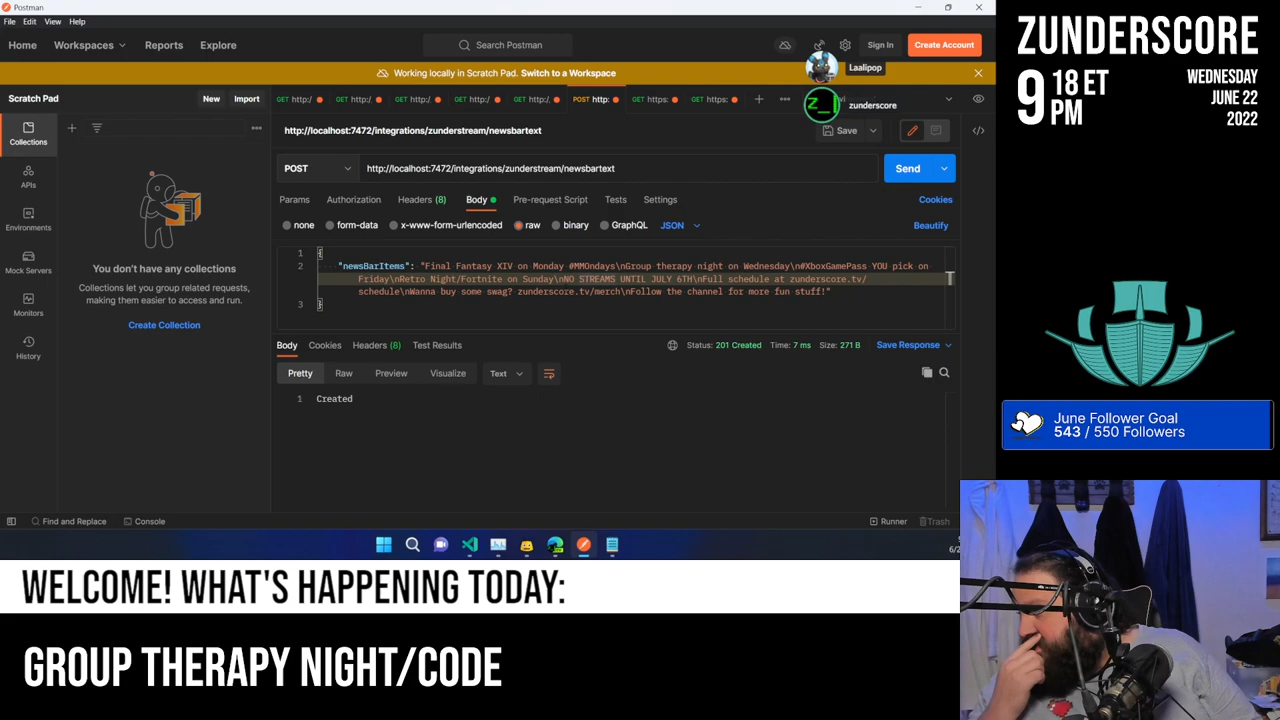 Postman
File Edit View Help
Home Workspaces Reports Explore
Search Postman
Sign In
Create Account
Working locally in Scratch Pad. Switch to a Workspace
Laalipop
zunderscore
Scratch Pad
New Import
GET http:/ GET http:/ GET http:/ GET http:/ GET http:/ POST http: GET https: GET https:
http://localhost:7472/integrations/zunderstream/newsbartext
Save
POST
http://localhost:7472/integrations/zunderstream/newsbartext
Send
Params Authorization Headers (8) Body Pre-request Script Tests Settings
Cookies
none form-data x-www-form-urlencoded raw binary GraphQL JSON
Beautify
1 {
2 "newsBarItems": "Final Fantasy XIV on Monday #MMOndays\nGroup therapy night on Wednesday\n#XboxGamePass YOU pick on
Friday\nRetro Night/Fortnite on Sunday\nNO STREAMS UNTIL JULY 6TH\nFull schedule at zunderscore.tv/
schedule\nWanna buy some swag? zunderscore.tv/merch\nFollow the channel for more fun stuff!"
3 }
Body Cookies Headers (8) Test Results
Status: 201 Created Time: 7 ms Size: 271 B
Save Response
Pretty Raw Preview Visualize Text
1 Created
Collections
APIs
Environments
Mock Servers
Monitors
History
You don't have any collections
Collections let you group related requests,
making them easier to access and run.
Create Collection
Find and Replace Console
Runner Trash
ZUNDERSCORE
9 18 ET
PM
WEDNESDAY
JUNE 22
2022
June Follower Goal
543 / 550 Followers
WELCOME! WHAT'S HAPPENING TODAY:
GROUP THERAPY NIGHT/CODE